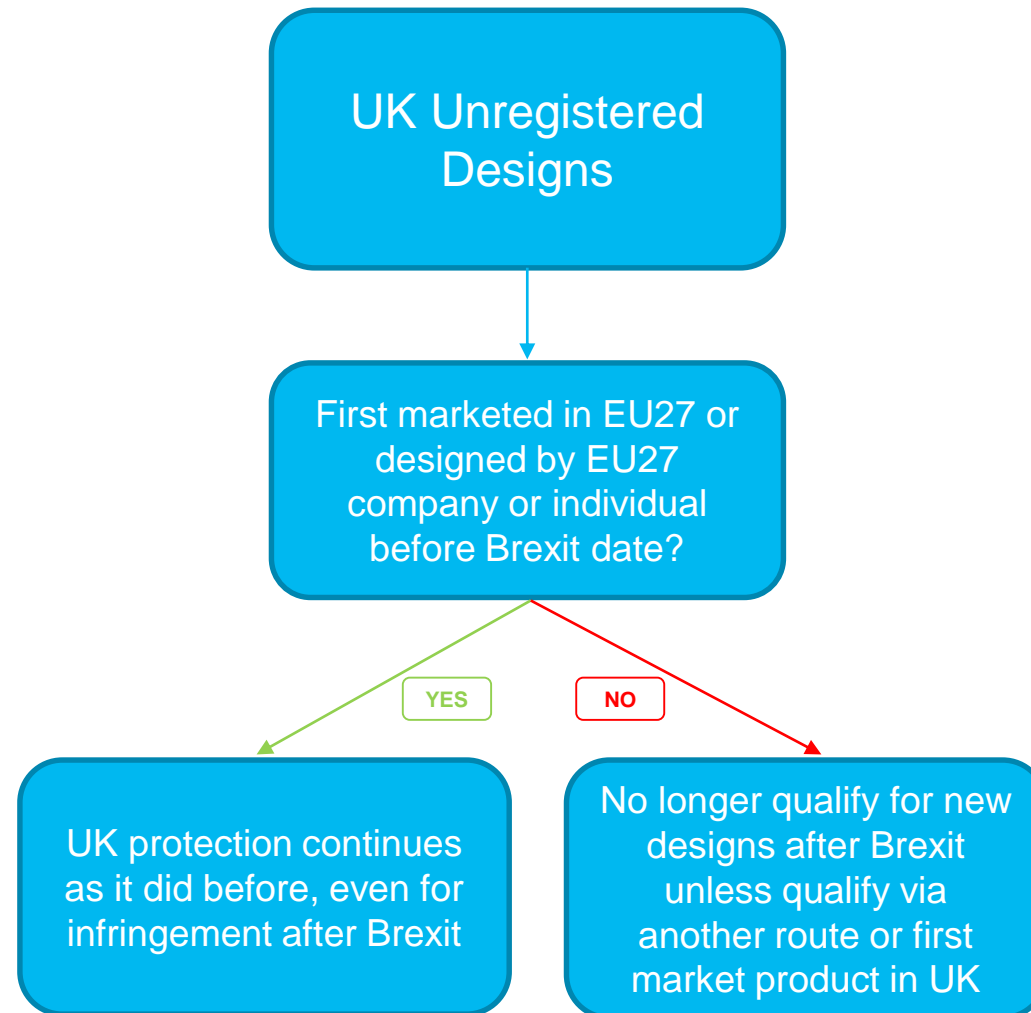 UK Unregistered
Designs
First marketed in EU27 or
designed by EU27
company or individual
before Brexit date?
YES
NO
UK protection continues
as it did before, even for
infringement after Brexit
No longer qualify for new
designs after Brexit
unless qualify via
another route or first
market product in UK